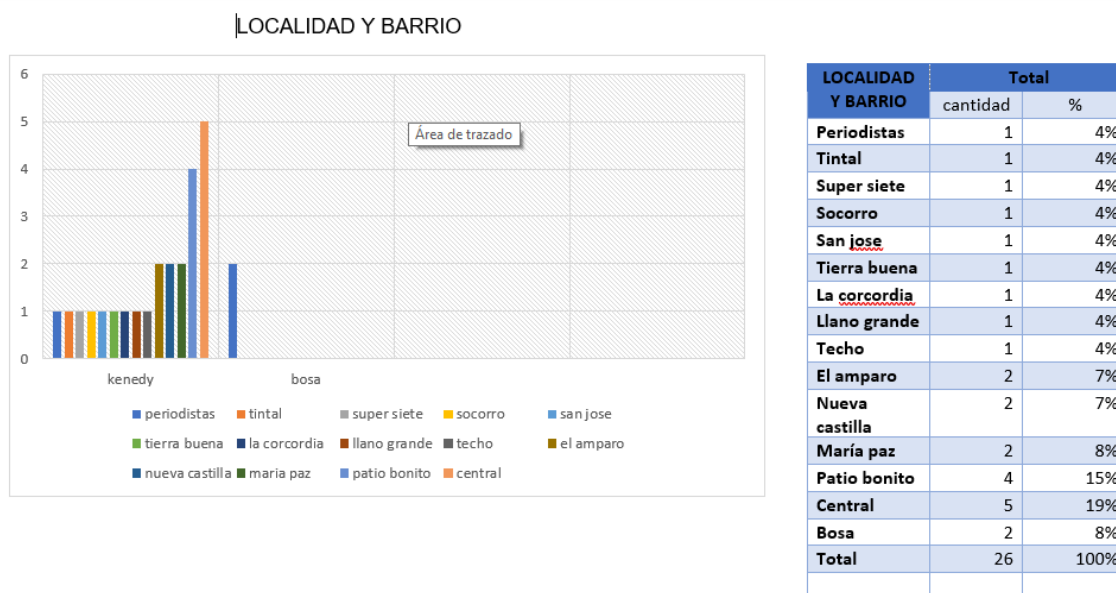 LOCALIDAD Y BARRIO
6
5
4
3
2
1
0
Área de trazado
kenedy bosa
periodistas tintal super siete socorro san jose
tierra buena la corcordia llano grande techo el amparo
nueva castilla maria paz patio bonito central
LOCALIDAD Y BARRIO Total
cantidad %
Periodistas 1 4%
Tintal 1 4%
Super siete 1 4%
Socorro 1 4%
San jose 1 4%
Tierra buena 1 4%
La corcordia 1 4%
Llano grande 1 4%
Techo 1 4%
El amparo 2 7%
Nueva castilla 2 7%
María paz 2 8%
Patio bonito 4 15%
Central 5 19%
Bosa 2 8%
Total 26 100%